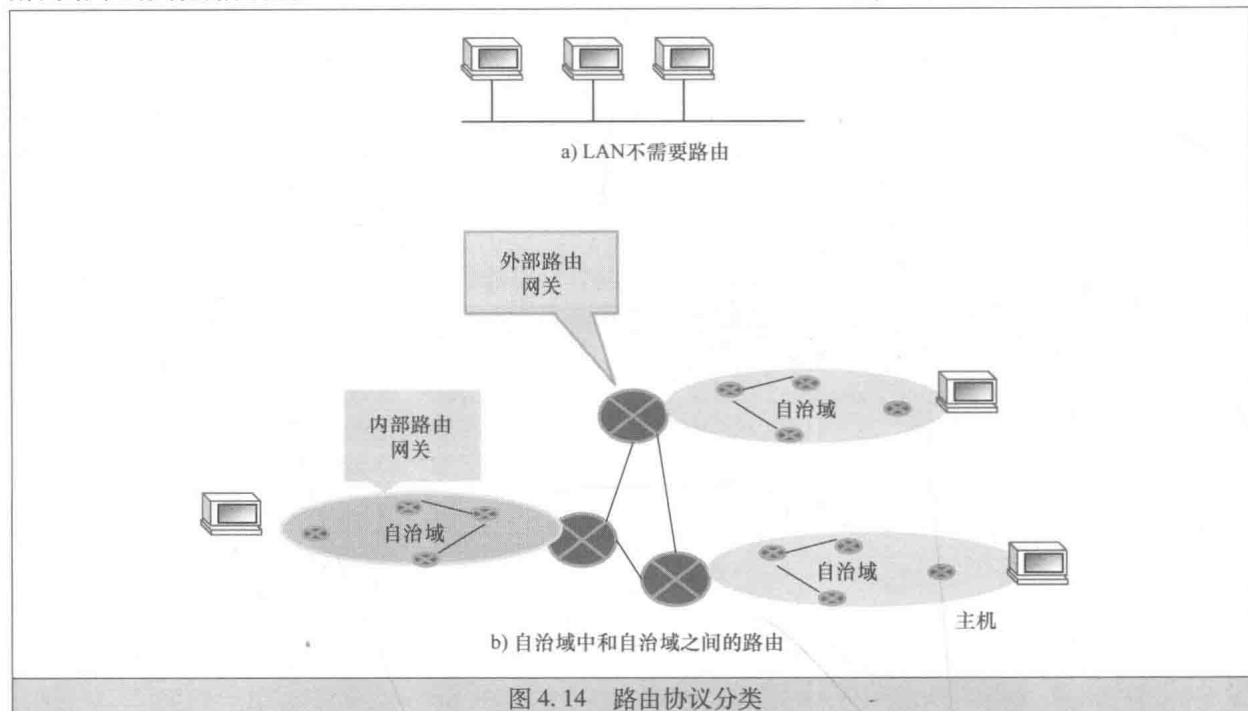 a) LAN不需要路由
外部路由
网关
内部路由
网关
自治域
自治域
自治域
主机
b) 自治域中和自治域之间的路由
图 4.14 路由协议分类